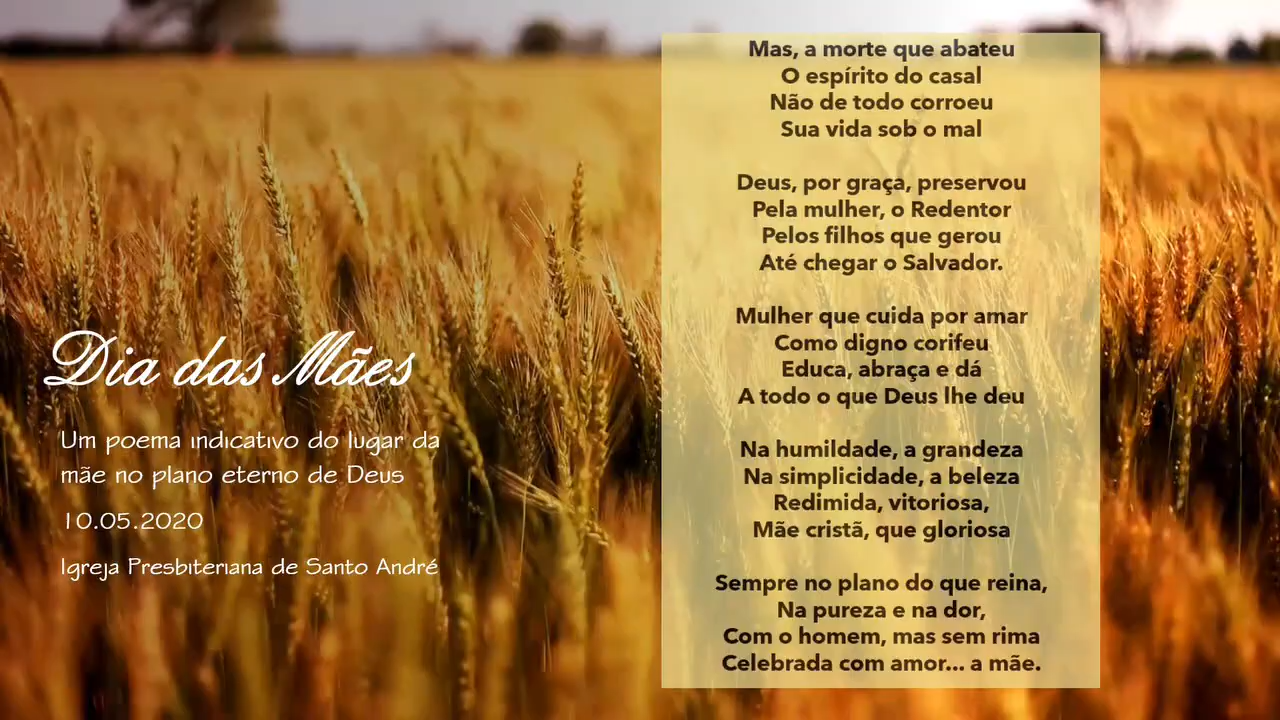 Dia das Mães
Um poema indicativo do lugar da
mãe no plano eterno de Deus
10.05.2020
Igreja Presbiteriana de Santo André
Mas, a morte que abateu
O espírito do casal
Não de todo corroeu
Sua vida sob o mal
Deus, por graça, preservou
Pela mulher, o Redentor
Pelos filhos que gerou
Até chegar o Salvador.
Mulher que cuida por amar
Como digno corifeu
Educa, abraça e dá
A todo o que Deus lhe deu
Na humildade, a grandeza
Na simplicidade, a beleza
Redimida, vitoriosa,
Mãe cristã, que gloriosa
Sempre no plano do que reina,
Na pureza e na dor,
Com o homem, mas sem rima
Celebrada com amor... a mãe.